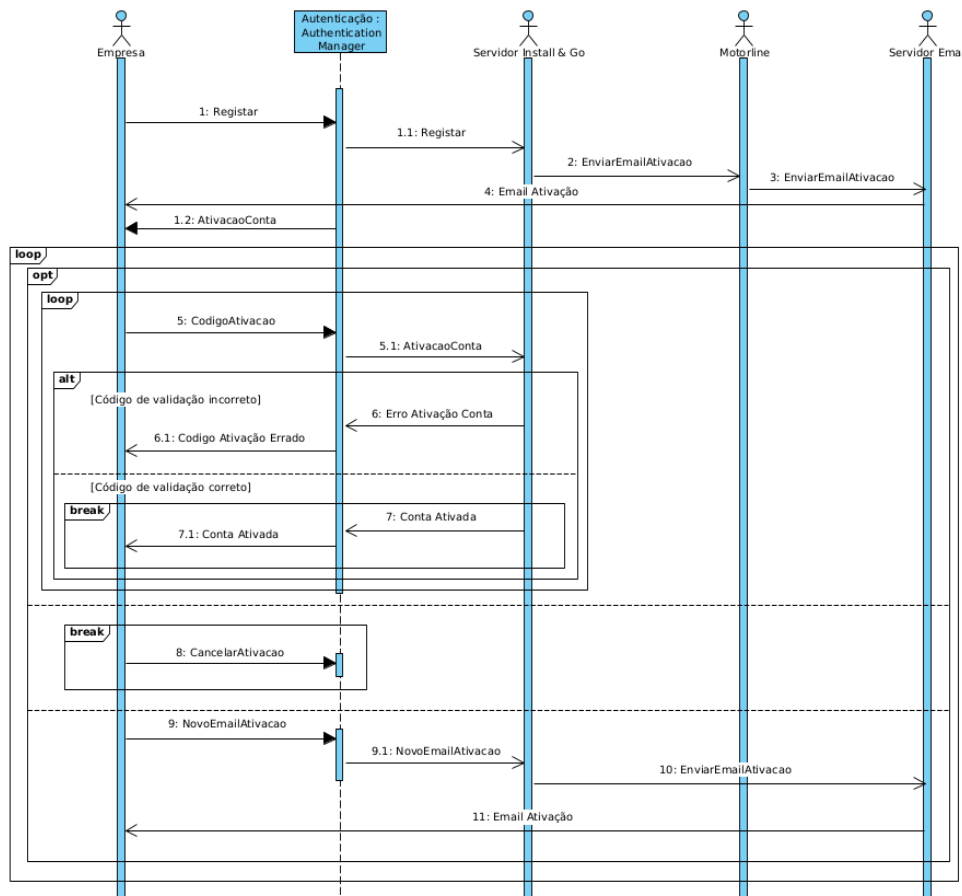 Autenticação :
Authentication
Manager
Empresa
Servidor Install & Go
Motorline
Servidor Ema
1: Registar
1.1: Registar
2: EnviarEmailAtivacao
3: EnviarEmailAtivacao
4: Email Ativação
1.2: AtivacaoConta
loop
opt
loop
5: CodigoAtivacao
5.1: AtivacaoConta
alt
[Código de validação incorreto]
6: Erro Ativação Conta
6.1: Codigo Ativação Errado
[Código de validação correto]
break
7: Conta Ativada
7.1: Conta Ativada
break
8: CancelarAtivacao
9: NovoEmailAtivacao
9.1: NovoEmailAtivacao
10: EnviarEmailAtivacao
11: Email Ativação